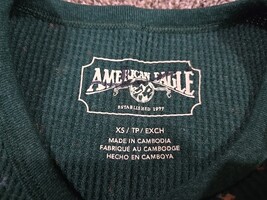 AMERICAN EAGLE
ESTABLISHED 1977
XS / TP / EXCH
MADE IN CAMBODIA
FABRIQUÉ AU CAMBODGE
HECHO EN CAMBOYA